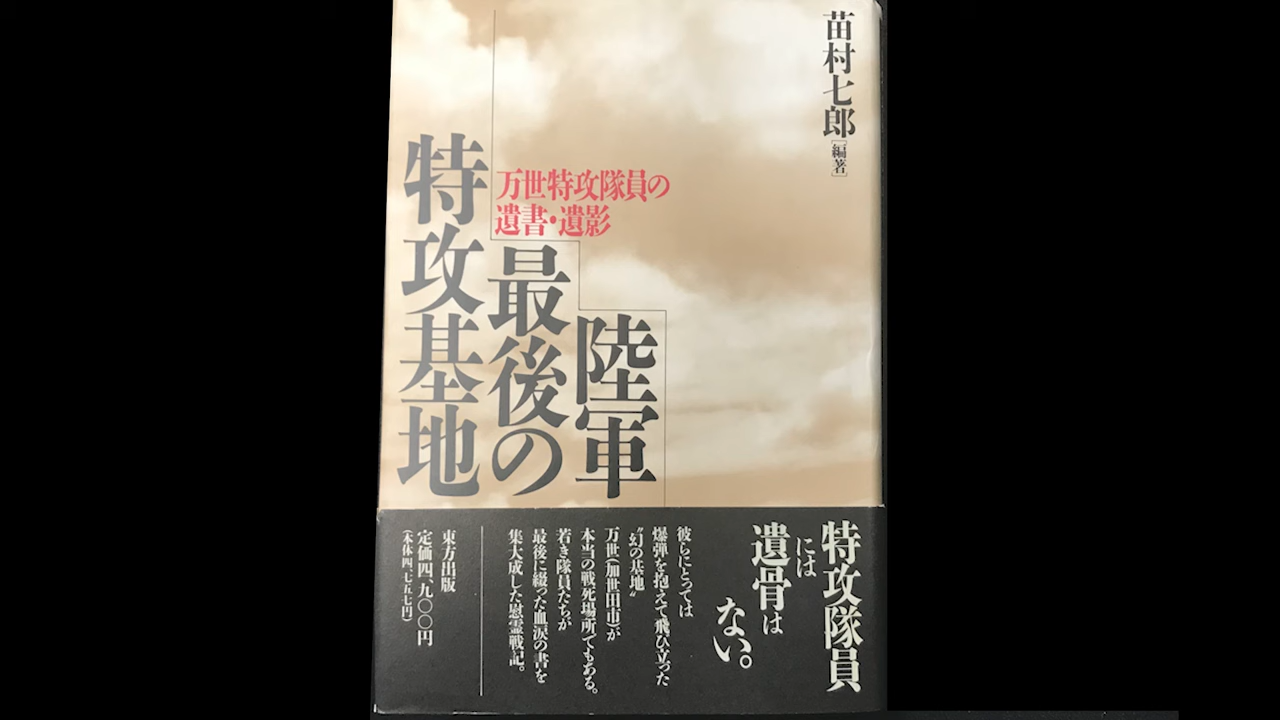 苗村七郎[編著]
陸軍
最後の
特攻基地
万世特攻隊員の
遺書・遺影
特攻隊員
には
遺骨は
ない。
彼らにとっては
爆弾を抱えて飛び立った
〝幻の基地〟
万世(加世田市)が
本当の戦死場所でもある。
若き隊員たちが
最後に綴った血涙の書を
集大成した慰霊戦記。
東方出版
定価四、九〇〇円
(本体四、七五七円)